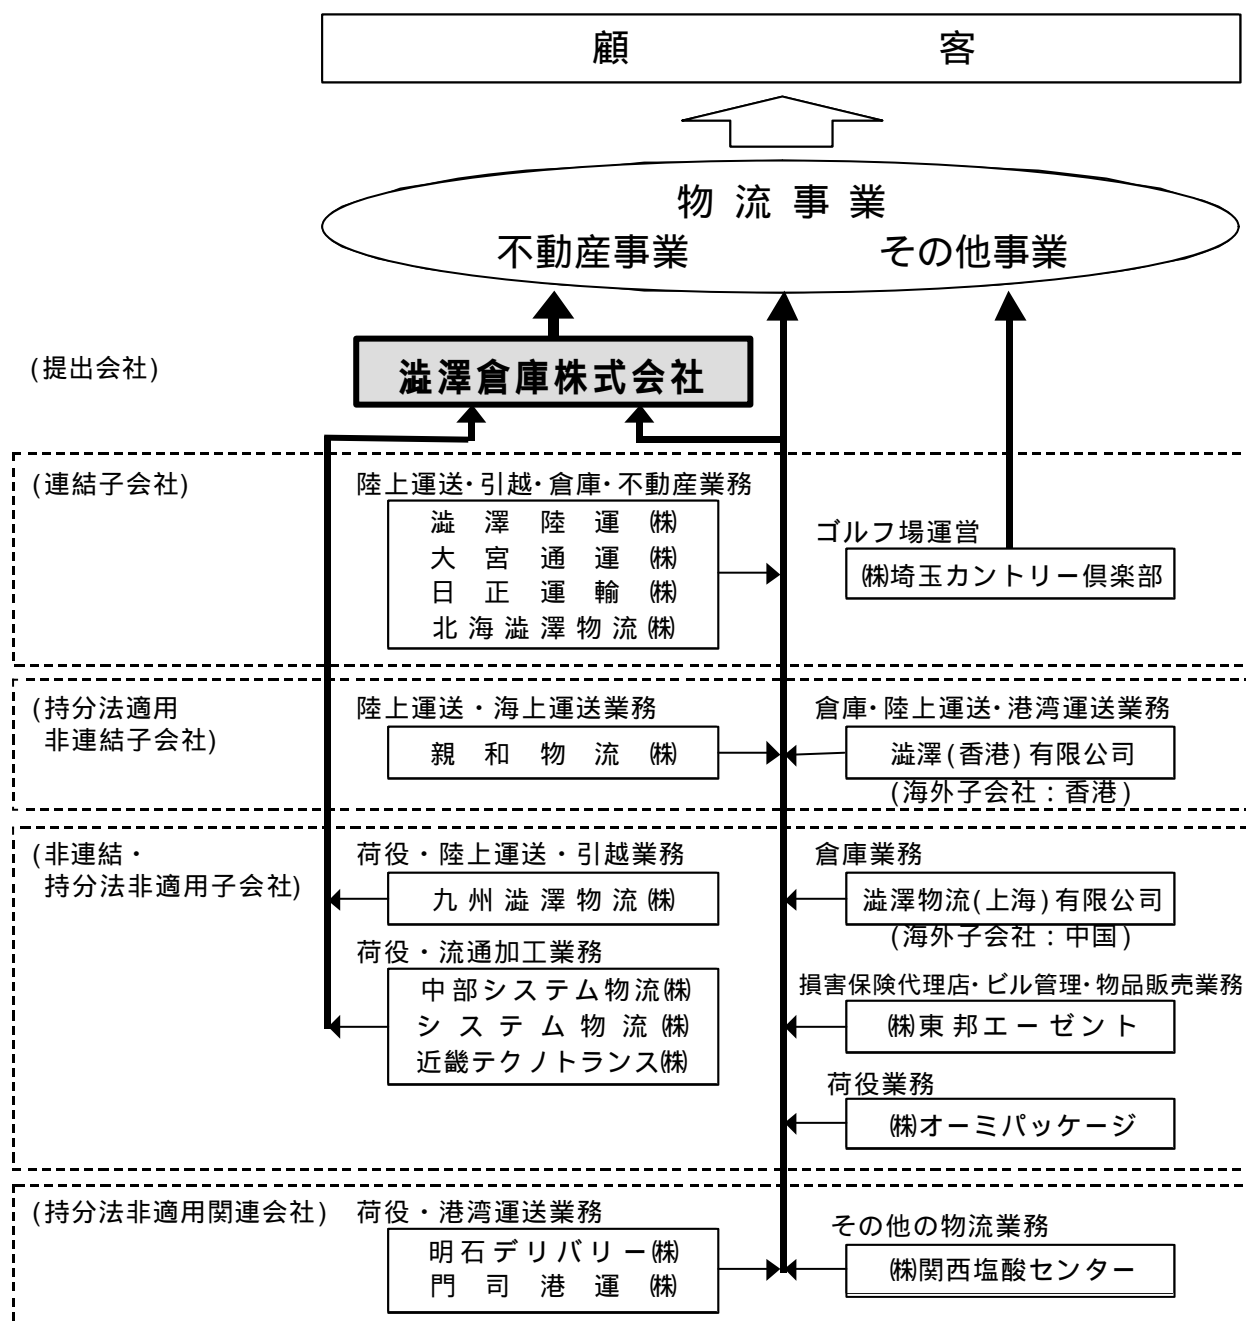 顧客
物流事業
不動産事業 その他事業
(提出会社)
澁澤倉庫株式会社
(連結子会社)
陸上運送・引越・倉庫・不動産業務
澁澤陸運㈱
大宮通運㈱
日正運輸㈱
北海澁澤物流㈱
ゴルフ場運営
㈱埼玉カントリー倶楽部
(持分法適用
非連結子会社)
陸上運送・海上運送業務
親和物流㈱
倉庫・陸上運送・港湾運送業務
澁澤(香港)有限公司
(海外子会社：香港)
(非連結・
持分法非適用子会社)
荷役・陸上運送・引越業務
九州澁澤物流㈱
荷役・流通加工業務
中部システム物流㈱
システム物流㈱
近畿テクノトランス㈱
倉庫業務
澁澤物流(上海)有限公司
(海外子会社：中国)
損害保険代理店・ビル管理・物品販売業務
㈱東邦エーゼント
荷役業務
㈱オーミパッケージ
(持分法非適用関連会社)
荷役・港湾運送業務
明石デリバリー㈱
門司港運㈱
その他の物流業務
㈱関西塩酸センター